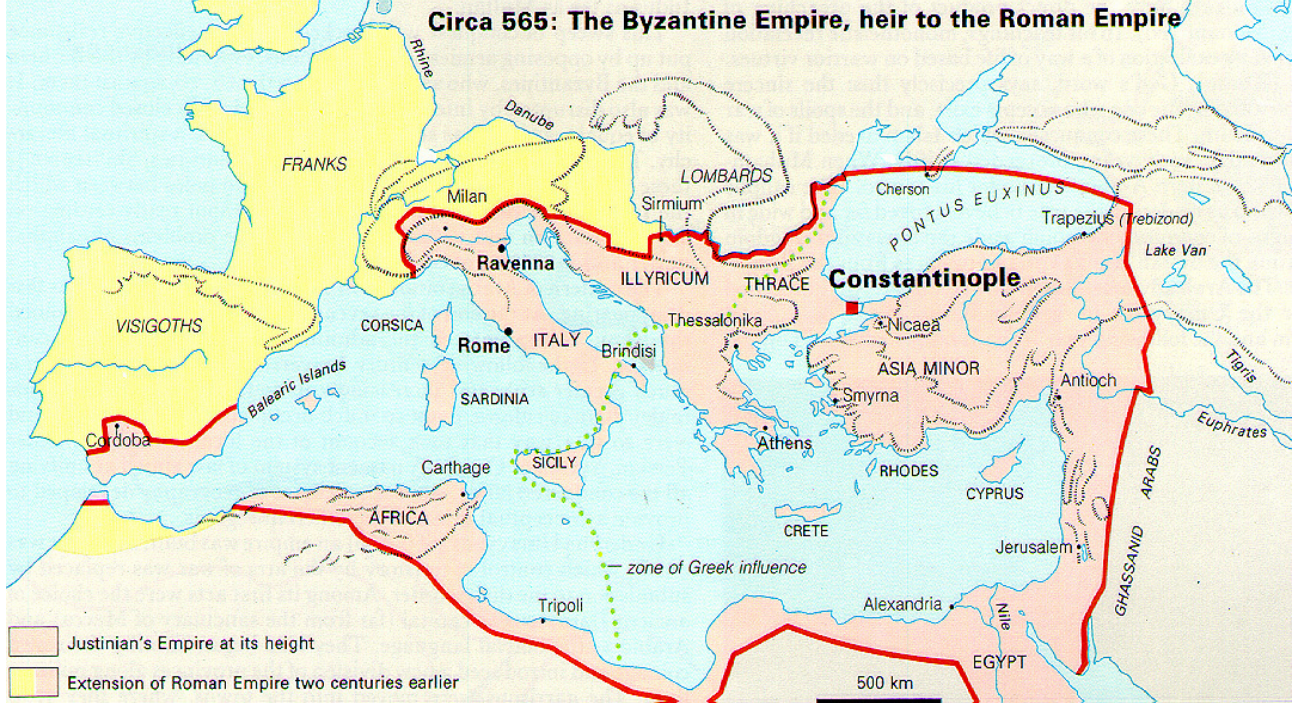 Circa 565: The Byzantine Empire, heir to the Roman Empire
Rhine
Danube
FRANKS
LOMBARDS
Cherson
PONTUS EUXINUS
Milan
Sirmium
Trapezius (Trebizond)
Lake Van
Ravenna
ILLYRICUM
THRACE
Constantinople
VISIGOTHS
CORSICA
Rome
ITALY
Brindisi
Thessalonika
Nicaea
ASIA MINOR
Tigris
Balearic Islands
SARDINIA
Smyrna
Antioch
Euphrates
Cordoba
Carthage
SICILY
Athens
RHODES
CYPRUS
AFRICA
CRETE
Jerusalem
GHASSANID ARABS
zone of Greek influence
Tripoli
Alexandria
Nile
EGYPT
Justinian's Empire at its height
Extension of Roman Empire two centuries earlier
500 km